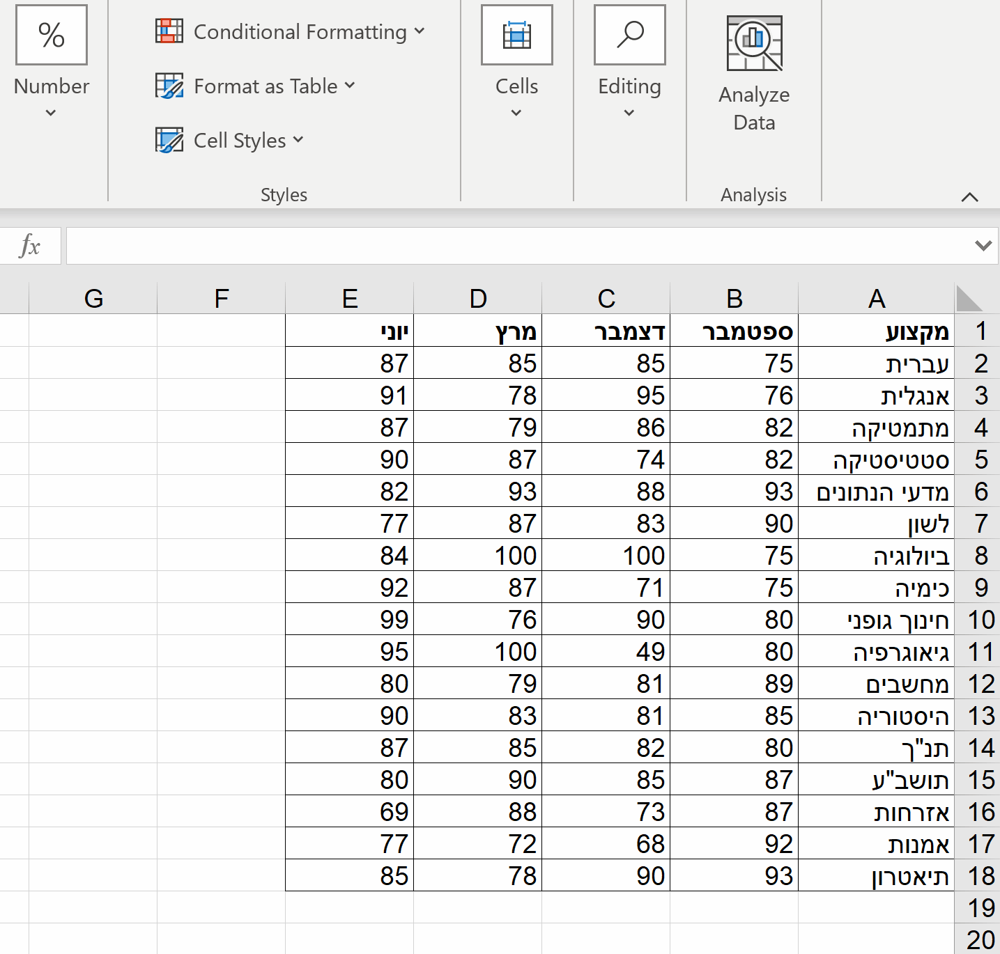 % Conditional Formatting
Number Format as Table Cells Editing Analyze Data
Cell Styles
Styles Analysis
fx
A B C D E F G
1 מקצוע ספטמבר דצמבר מרץ יוני
2 עברית 75 85 85 87
3 אנגלית 76 95 78 91
4 מתמטיקה 82 86 79 87
5 סטטיסטיקה 82 74 87 90
6 מדעי הנתונים 93 88 93 82
7 לשון 90 83 87 77
8 ביולוגיה 75 100 100 84
9 כימיה 75 71 87 92
10 חינוך גופני 80 90 76 99
11 גיאוגרפיה 80 49 100 95
12 מחשבים 89 81 79 80
13 היסטוריה 85 81 83 90
14 תנ"ך 80 82 85 87
15 תושב"ע 87 85 90 80
16 אזרחות 87 73 88 69
17 אמנות 92 68 72 77
18 תיאטרון 93 90 78 85
19
20